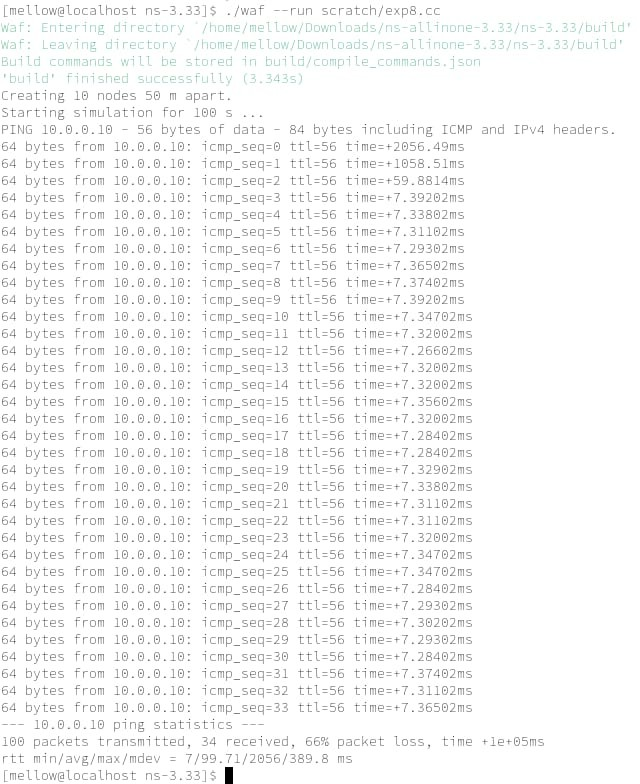 [mellow@localhost ns-3.33]$ ./waf --run scratch/exp8.cc
Waf: Entering directory `/home/mellow/Downloads/ns-allinone-3.33/ns-3.33/build'
Waf: Leaving directory `/home/mellow/Downloads/ns-allinone-3.33/ns-3.33/build'
Build commands will be stored in build/compile_commands.json
'build' finished successfully (3.343s)
Creating 10 nodes 50 m apart.
Starting simulation for 100 s ...
PING 10.0.0.10 - 56 bytes of data - 84 bytes including ICMP and IPv4 headers.
64 bytes from 10.0.0.10: icmp_seq=0 ttl=56 time=+2056.49ms
64 bytes from 10.0.0.10: icmp_seq=1 ttl=56 time=+1058.51ms
64 bytes from 10.0.0.10: icmp_seq=2 ttl=56 time=+59.8814ms
64 bytes from 10.0.0.10: icmp_seq=3 ttl=56 time=+7.39202ms
64 bytes from 10.0.0.10: icmp_seq=4 ttl=56 time=+7.33802ms
64 bytes from 10.0.0.10: icmp_seq=5 ttl=56 time=+7.31102ms
64 bytes from 10.0.0.10: icmp_seq=6 ttl=56 time=+7.29302ms
64 bytes from 10.0.0.10: icmp_seq=7 ttl=56 time=+7.36502ms
64 bytes from 10.0.0.10: icmp_seq=8 ttl=56 time=+7.37402ms
64 bytes from 10.0.0.10: icmp_seq=9 ttl=56 time=+7.39202ms
64 bytes from 10.0.0.10: icmp_seq=10 ttl=56 time=+7.34702ms
64 bytes from 10.0.0.10: icmp_seq=11 ttl=56 time=+7.32002ms
64 bytes from 10.0.0.10: icmp_seq=12 ttl=56 time=+7.26602ms
64 bytes from 10.0.0.10: icmp_seq=13 ttl=56 time=+7.32002ms
64 bytes from 10.0.0.10: icmp_seq=14 ttl=56 time=+7.32002ms
64 bytes from 10.0.0.10: icmp_seq=15 ttl=56 time=+7.35602ms
64 bytes from 10.0.0.10: icmp_seq=16 ttl=56 time=+7.32002ms
64 bytes from 10.0.0.10: icmp_seq=17 ttl=56 time=+7.28402ms
64 bytes from 10.0.0.10: icmp_seq=18 ttl=56 time=+7.28402ms
64 bytes from 10.0.0.10: icmp_seq=19 ttl=56 time=+7.32902ms
64 bytes from 10.0.0.10: icmp_seq=20 ttl=56 time=+7.33802ms
64 bytes from 10.0.0.10: icmp_seq=21 ttl=56 time=+7.31102ms
64 bytes from 10.0.0.10: icmp_seq=22 ttl=56 time=+7.31102ms
64 bytes from 10.0.0.10: icmp_seq=23 ttl=56 time=+7.32002ms
64 bytes from 10.0.0.10: icmp_seq=24 ttl=56 time=+7.34702ms
64 bytes from 10.0.0.10: icmp_seq=25 ttl=56 time=+7.34702ms
64 bytes from 10.0.0.10: icmp_seq=26 ttl=56 time=+7.28402ms
64 bytes from 10.0.0.10: icmp_seq=27 ttl=56 time=+7.29302ms
64 bytes from 10.0.0.10: icmp_seq=28 ttl=56 time=+7.30202ms
64 bytes from 10.0.0.10: icmp_seq=29 ttl=56 time=+7.29302ms
64 bytes from 10.0.0.10: icmp_seq=30 ttl=56 time=+7.28402ms
64 bytes from 10.0.0.10: icmp_seq=31 ttl=56 time=+7.37402ms
64 bytes from 10.0.0.10: icmp_seq=32 ttl=56 time=+7.31102ms
64 bytes from 10.0.0.10: icmp_seq=33 ttl=56 time=+7.36502ms
--- 10.0.0.10 ping statistics ---
100 packets transmitted, 34 received, 66% packet loss, time +1e+05ms
rtt min/avg/max/mdev = 7/99.71/2056/389.8 ms
[mellow@localhost ns-3.33]$